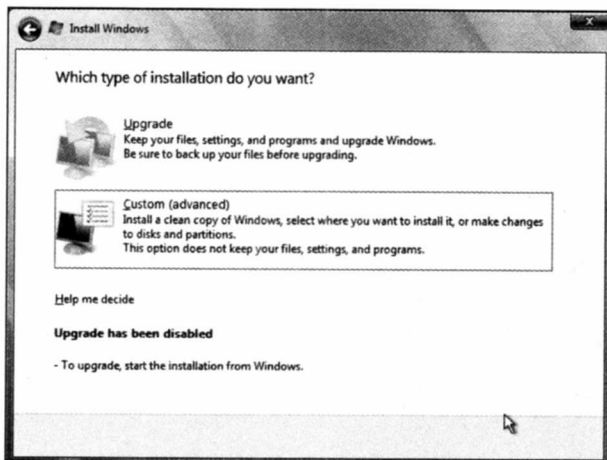 Install Windows
Which type of installation do you want?
Upgrade
Keep your files, settings, and programs and upgrade Windows.
Be sure to back up your files before upgrading.
Custom (advanced)
Install a clean copy of Windows, select where you want to install it, or make changes
to disks and partitions.
This option does not keep your files, settings, and programs.
Help me decide
Upgrade has been disabled
- To upgrade, start the installation from Windows.